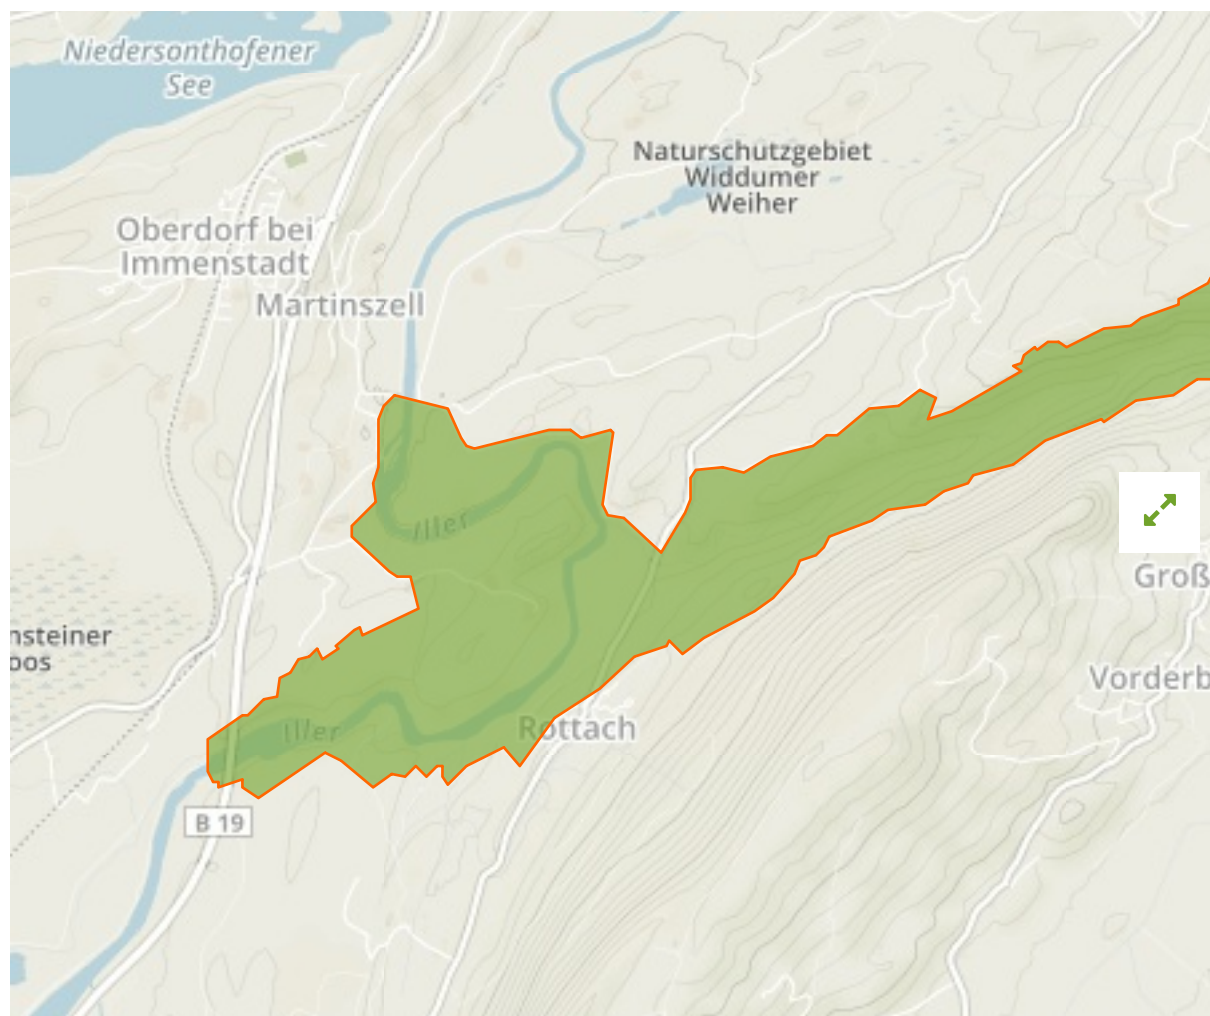 Niedersonthofener
See
Naturschutzgebiet
Widdumer
Weiher
Oberdorf bei
Immenstadt
Martinszell
Iller
Groß
nsteiner
oos
Vorderb
Iller
Rottach
B 19